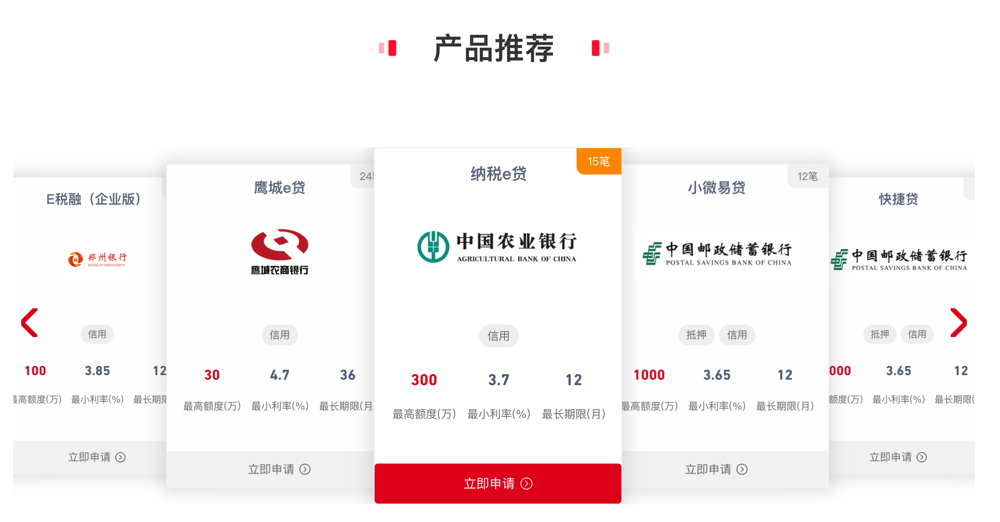 产品推荐
E税融（企业版）
郑州银行
BANK OF ZHENGZHOU
信用
100 3.85 12
最高额度(万) 最小利率(%) 最长期限
立即申请
24笔
鹰城e贷
鹰城农商银行
信用
30 4.7 36
最高额度(万) 最小利率(%) 最长期限(月
立即申请
15笔
纳税e贷
中国农业银行
AGRICULTURAL BANK OF CHINA
信用
300 3.7 12
最高额度(万) 最小利率(%) 最长期限(月)
立即申请
12笔
小微易贷
中国邮政储蓄银行
POSTAL SAVINGS BANK OF CHINA
抵押 信用
1000 3.65 12
最高额度(万) 最小利率(%) 最长期限(月)
立即申请
快捷贷
中国邮政储蓄银行
POSTAL SAVINGS BANK OF CHINA
抵押 信用
000 3.65 12
额度(万) 最小利率(%) 最长期限(
立即申请